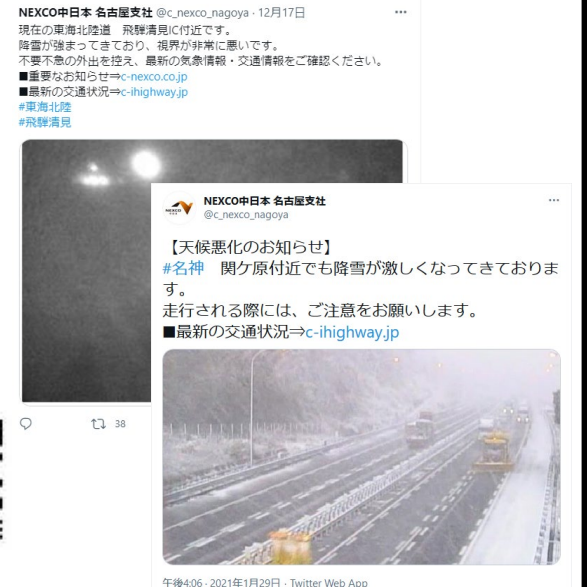 NEXCO中日本 名古屋支社 @c_nexco_nagoya · 12月17日
現在の東海北陸道　飛騨清見IC付近です。
降雪が強まってきており、視界が非常に悪いです。
不要不急の外出を控え、最新の気象情報・交通情報をご確認ください。
■重要なお知らせ⇒c-nexco.co.jp
■最新の交通状況⇒c-ihighway.jp
#東海北陸
#飛騨清見
38
NEXCO
NEXCO中日本 名古屋支社
@c_nexco_nagoya
【天候悪化のお知らせ】
#名神　関ケ原付近でも降雪が激しくなってきておりま
す。
走行される際には、ご注意をお願いします。
■最新の交通状況⇒c-ihighway.jp
午後4:06 · 2021年1月29日 · Twitter Web App